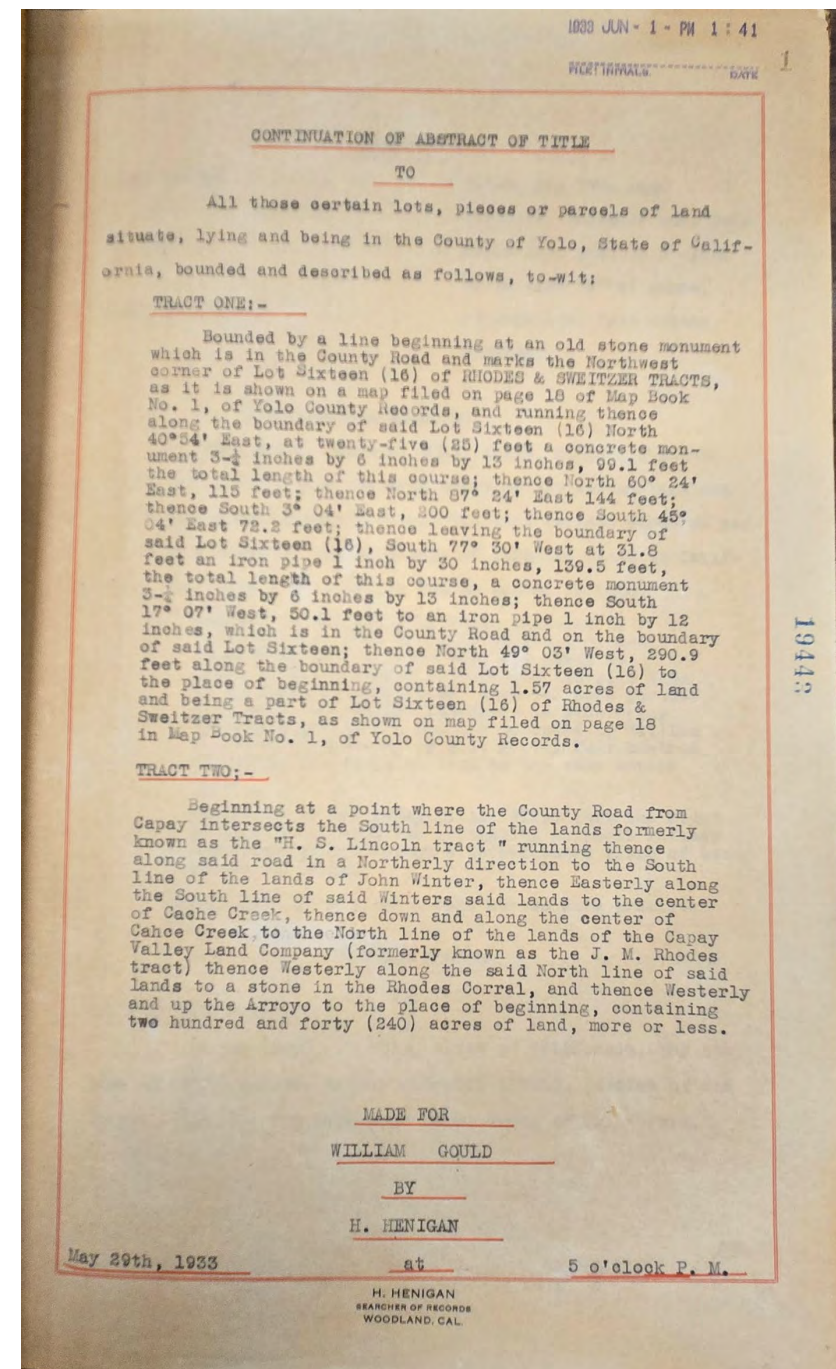 1933 JUN - 1 - PM 1:41
FILE: INITIALS. DATE
1
CONTINUATION OF ABSTRACT OF TITLE
TO
All those certain lots, pieces or parcels of land
situate, lying and being in the County of Yolo, State of Calif-
ornia, bounded and described as follows, to-wit:
TRACT ONE:-
Bounded by a line beginning at an old stone monument
which is in the County Road and marks the Northwest
corner of Lot Sixteen (16) of RHODES & SWEITZER TRACTS,
as it is shown on a map filed on page 18 of Map Book
No. 1, of Yolo County Records, and running thence
along the boundary of said Lot Sixteen (16) North
40°54' East, at twenty-five (25) feet a concrete mon-
ument inches by 6 inches by 13 inches, 99.1 feet
the total length of this course; thence North 60° 24'
East, 115 feet; thence North 87° 24' East 144 feet;
thence South 3° 04' East, 200 feet; thence South 45°
04' East 72.2 feet; thence leaving the boundary of
said Lot Sixteen (16), South 77° 30' West at 31.8
feet an iron pipe 1 inch by 30 inches, 139.5 feet,
the total length of this course, a concrete monument
inches by 6 inches by 13 inches; thence South
17° 07' West, 50.1 feet to an iron pipe 1 inch by 12
inches, which is in the County Road and on the boundary
of said Lot Sixteen; thence North 49° 03' West, 290.9
feet along the boundary of said Lot Sixteen (16) to
the place of beginning, containing 1.57 acres of land
and being a part of Lot Sixteen (16) of Rhodes &
Sweitzer Tracts, as shown on map filed on page 18
in Map Book No. 1, of Yolo County Records.
TRACT TWO;-
Beginning at a point where the County Road from
Capay intersects the South line of the lands formerly
known as the "H. S. Lincoln tract " running thence
along said road in a Northerly direction to the South
line of the lands of John Winter, thence Easterly along
the South line of said Winters said lands to the center
of Cache Creek, thence down and along the center of
Cahce Creek to the North line of the lands of the Capay
Valley Land Company (formerly known as the J. M. Rhodes
tract) thence Westerly along the said North line of said
lands to a stone in the Rhodes Corral, and thence Westerly
and up the Arroyo to the place of beginning, containing
two hundred and forty (240) acres of land, more or less.
MADE FOR
WILLIAM GOULD
BY
H. HENIGAN
May 29th, 1933 at 5 o'clock P. M.
H. HENIGAN
SEARCHER OF RECORDS
WOODLAND, CAL.